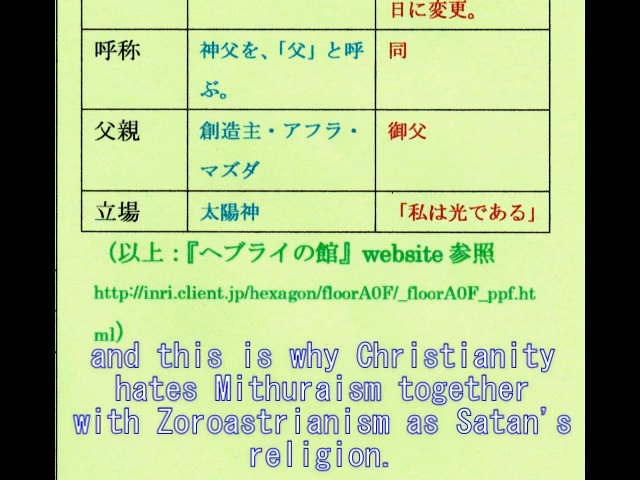 日に変更。
呼称 神父を、「父」と呼 同
ぶ。
父親 創造主・アフラ・ 御父
マズダ
立場 太陽神 「私は光である」
（以上：『ヘブライの館』website 参照
http://inri.client.jp/hexagon/floorA0F/_floorA0F_ppf.ht
ml）
and this is why Christianity
hates Mithuraism together
with Zoroastrianism as Satan's
religion.